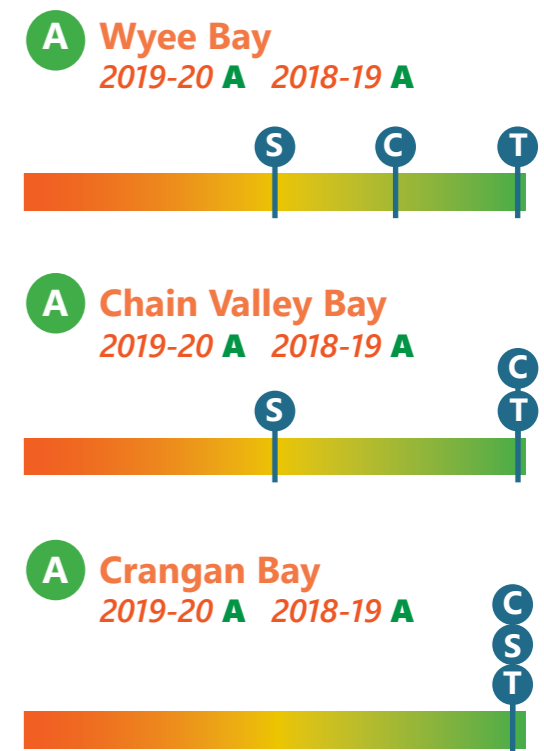 A Wyee Bay
2019-20 A 2018-19 A
S C T
A Chain Valley Bay
2019-20 A 2018-19 A
C
S T
A Crangan Bay
2019-20 A 2018-19 A
C
S
T